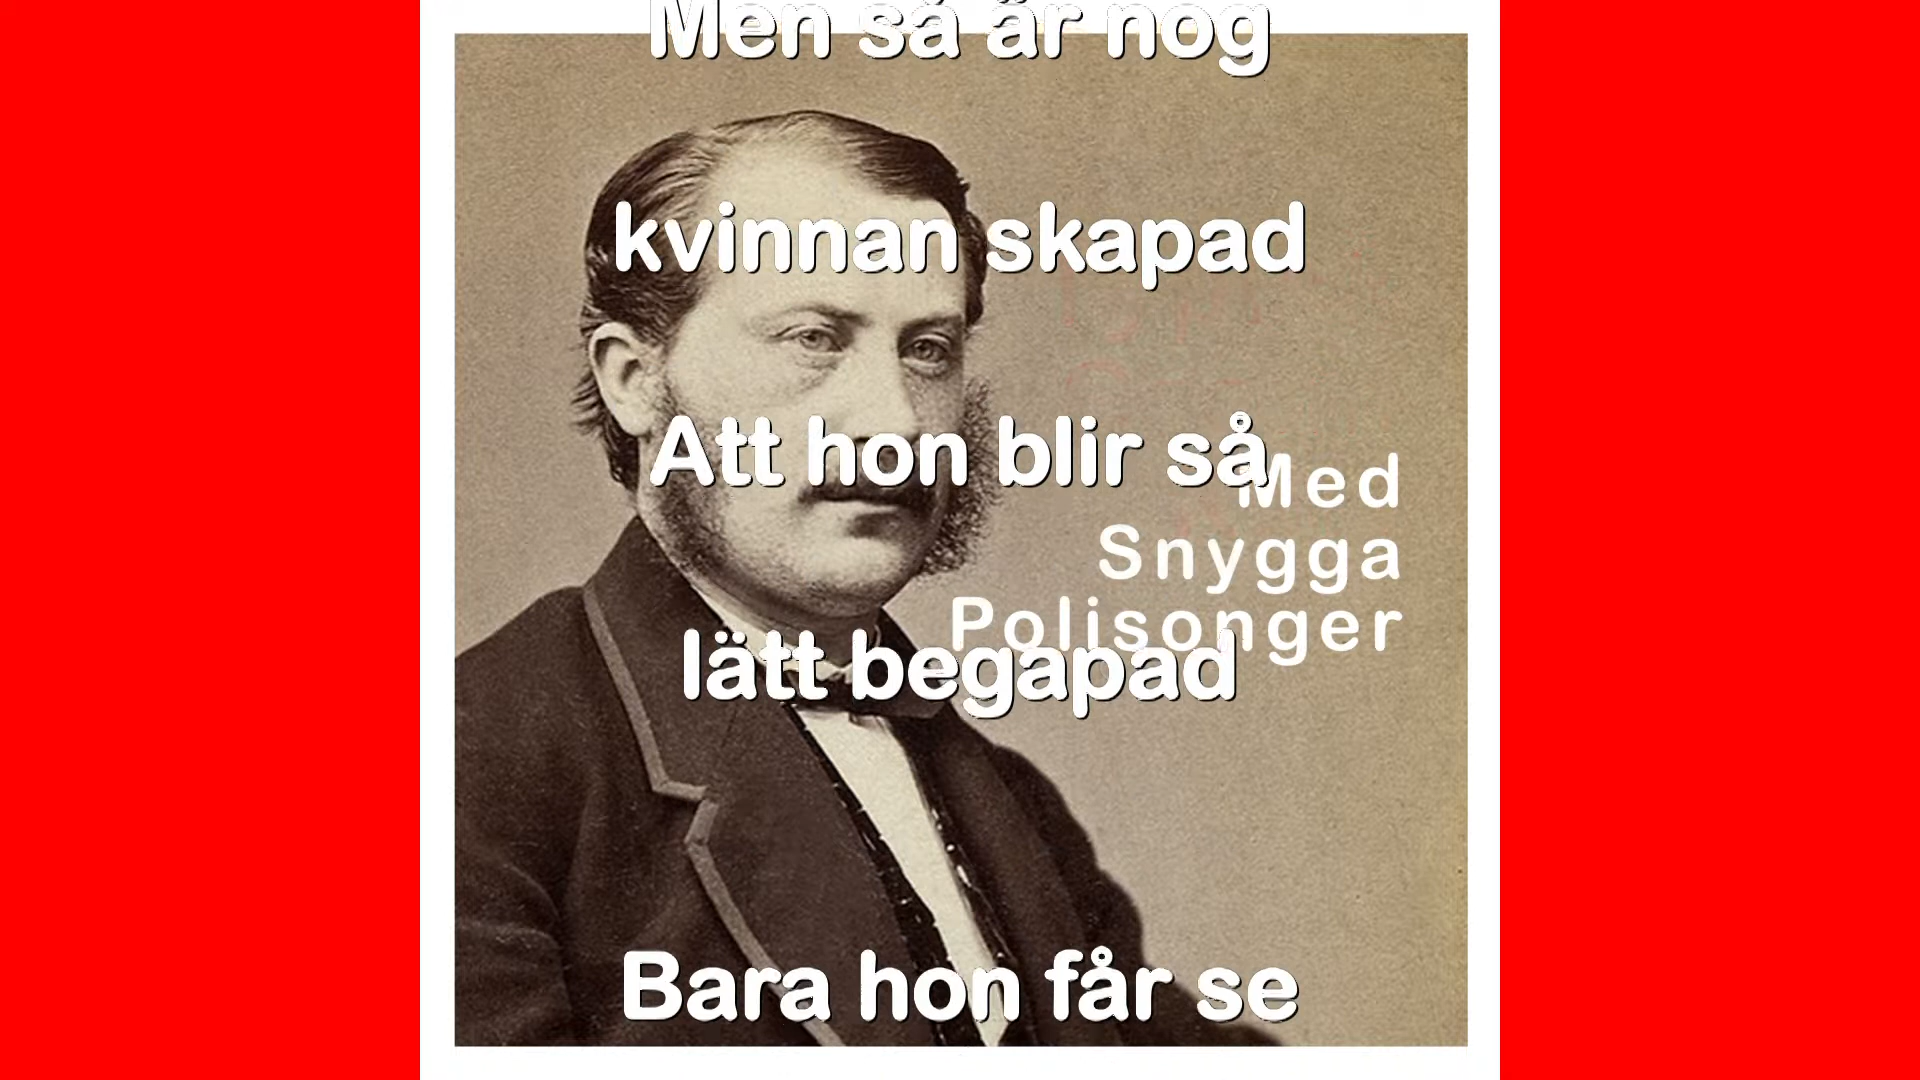 Men så är nog
kvinnan skapad
Att hon blir så
lätt begapad
Bara hon får se
Med
Snygga
Polisonger